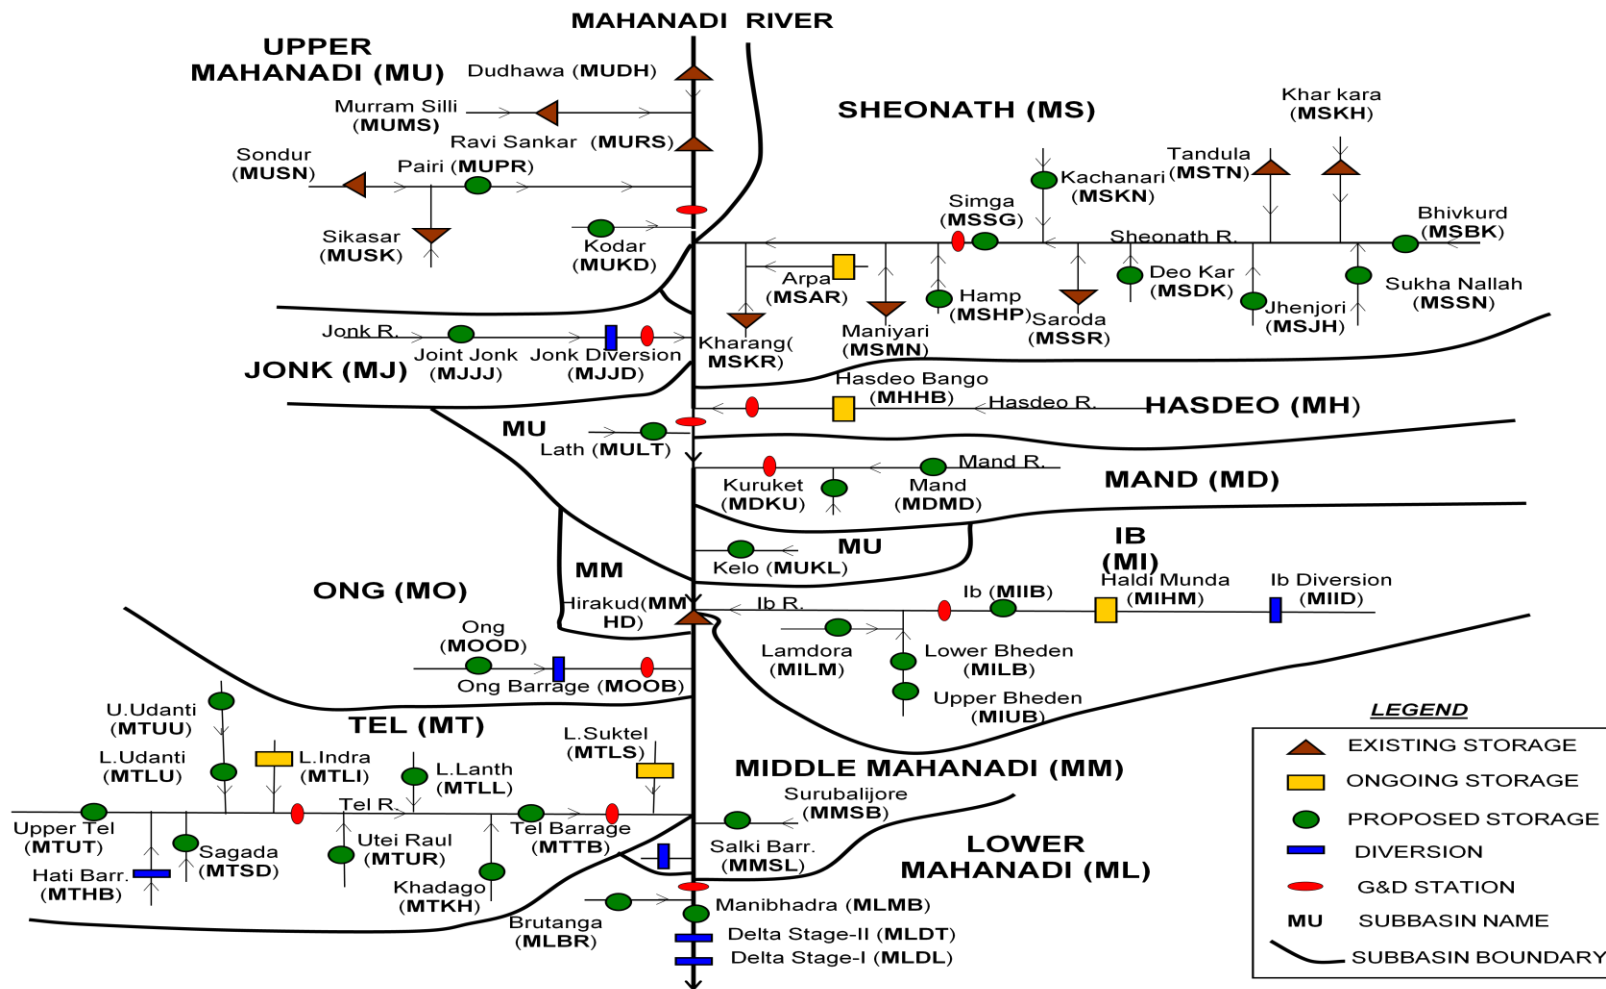 MAHANADI RIVER
UPPER
MAHANADI (MU)
Dudhawa (MUDH)
Murram Silli
(MUMS)
Ravi Sankar (MURS)
Sondur
(MUSN)
Pairi (MUPR)
Sikasar
(MUSK)
Kodar
(MUKD)
SHEONATH (MS)
Khar kara
(MSKH)
Tandula
(MSTN)
Kachanari
(MSKN)
Simga
(MSSG)
Bhivkurd
(MSBK)
Sheonath R.
Arpa
(MSAR)
Hamp
(MSHP)
Deo Kar
(MSDK)
Sukha Nallah
(MSSN)
Jhenjori
(MSJH)
Saroda
(MSSR)
Maniyari
(MSMN)
Kharang(
MSKR)
Jonk R.
Joint Jonk
(MJJJ)
Jonk Diversion
(MJJD)
JONK (MJ)
Hasdeo Bango
(MHHB)
Hasdeo R.
HASDEO (MH)
MU
Lath (MULT)
Mand R.
Kuruket
(MDKU)
Mand
(MDMD)
MAND (MD)
MU
Kelo (MUKL)
IB
(MI)
MM
ONG (MO)
Hirakud(MM
HD)
Ib R.
Ib (MIIB)
Haldi Munda
(MIHM)
Ib Diversion
(MIID)
Lamdora
(MILM)
Lower Bheden
(MILB)
Upper Bheden
(MIUB)
Ong
(MOOD)
Ong Barrage (MOOB)
TEL (MT)
U.Udanti
(MTUU)
L.Udanti
(MTLU)
L.Indra
(MTLI)
L.Lanth
(MTLL)
L.Suktel
(MTLS)
Tel R.
Upper Tel
(MTUT)
Hati Barr.
(MTHB)
Sagada
(MTSD)
Utei Raul
(MTUR)
Khadago
(MTKH)
Tel Barrage
(MTTB)
MIDDLE MAHANADI (MM)
Surubalijore
(MMSB)
Salki Barr.
(MMSL)
LOWER
MAHANADI (ML)
Brutanga
(MLBR)
Manibhadra (MLMB)
Delta Stage-II (MLDT)
Delta Stage-I (MLDL)
LEGEND
EXISTING STORAGE
ONGOING STORAGE
PROPOSED STORAGE
DIVERSION
G&D STATION
MU SUBBASIN NAME
SUBBASIN BOUNDARY